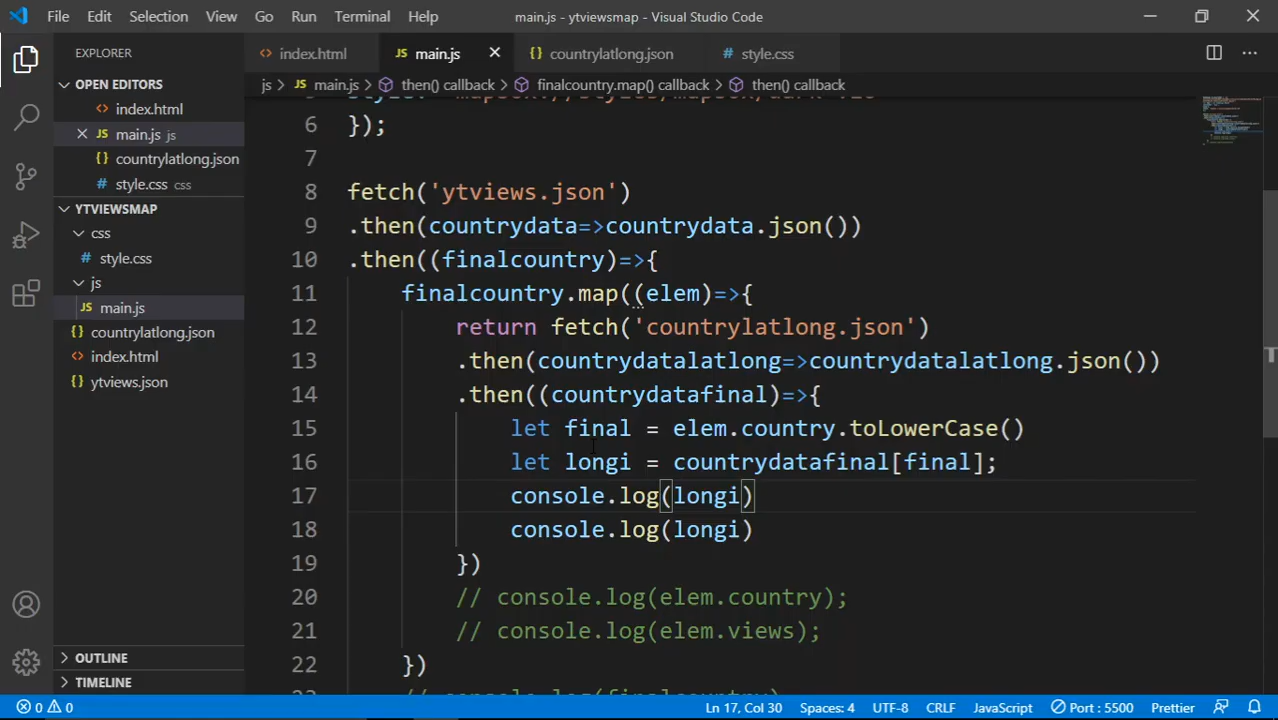 File Edit Selection View Go Run Terminal Help main.js - ytviewsmap - Visual Studio Code
EXPLORER
OPEN EDITORS
index.html
main.js js
countrylatlong.json
style.css css
YTVIEWSMAP
css
style.css
js
main.js
countrylatlong.json
index.html
ytviews.json
OUTLINE
TIMELINE
index.html main.js countrylatlong.json style.css
js main.js then() callback finalcountry.map() callback then() callback
6 });
7
8 fetch('ytviews.json')
9 .then(countrydata=>countrydata.json())
10 .then((finalcountry)=>{
11 finalcountry.map((elem)=>{
12 return fetch('countrylatlong.json')
13 .then(countrydatalatlong=>countrydatalatlong.json())
14 .then((countrydatafinal)=>{
15 let final = elem.country.toLowerCase()
16 let longi = countrydatafinal[final];
17 console.log(longi)
18 console.log(longi)
19 })
20 // console.log(elem.country);
21 // console.log(elem.views);
22 })
0 0 Ln 17, Col 30 Spaces: 4 UTF-8 CRLF JavaScript Port : 5500 Prettier